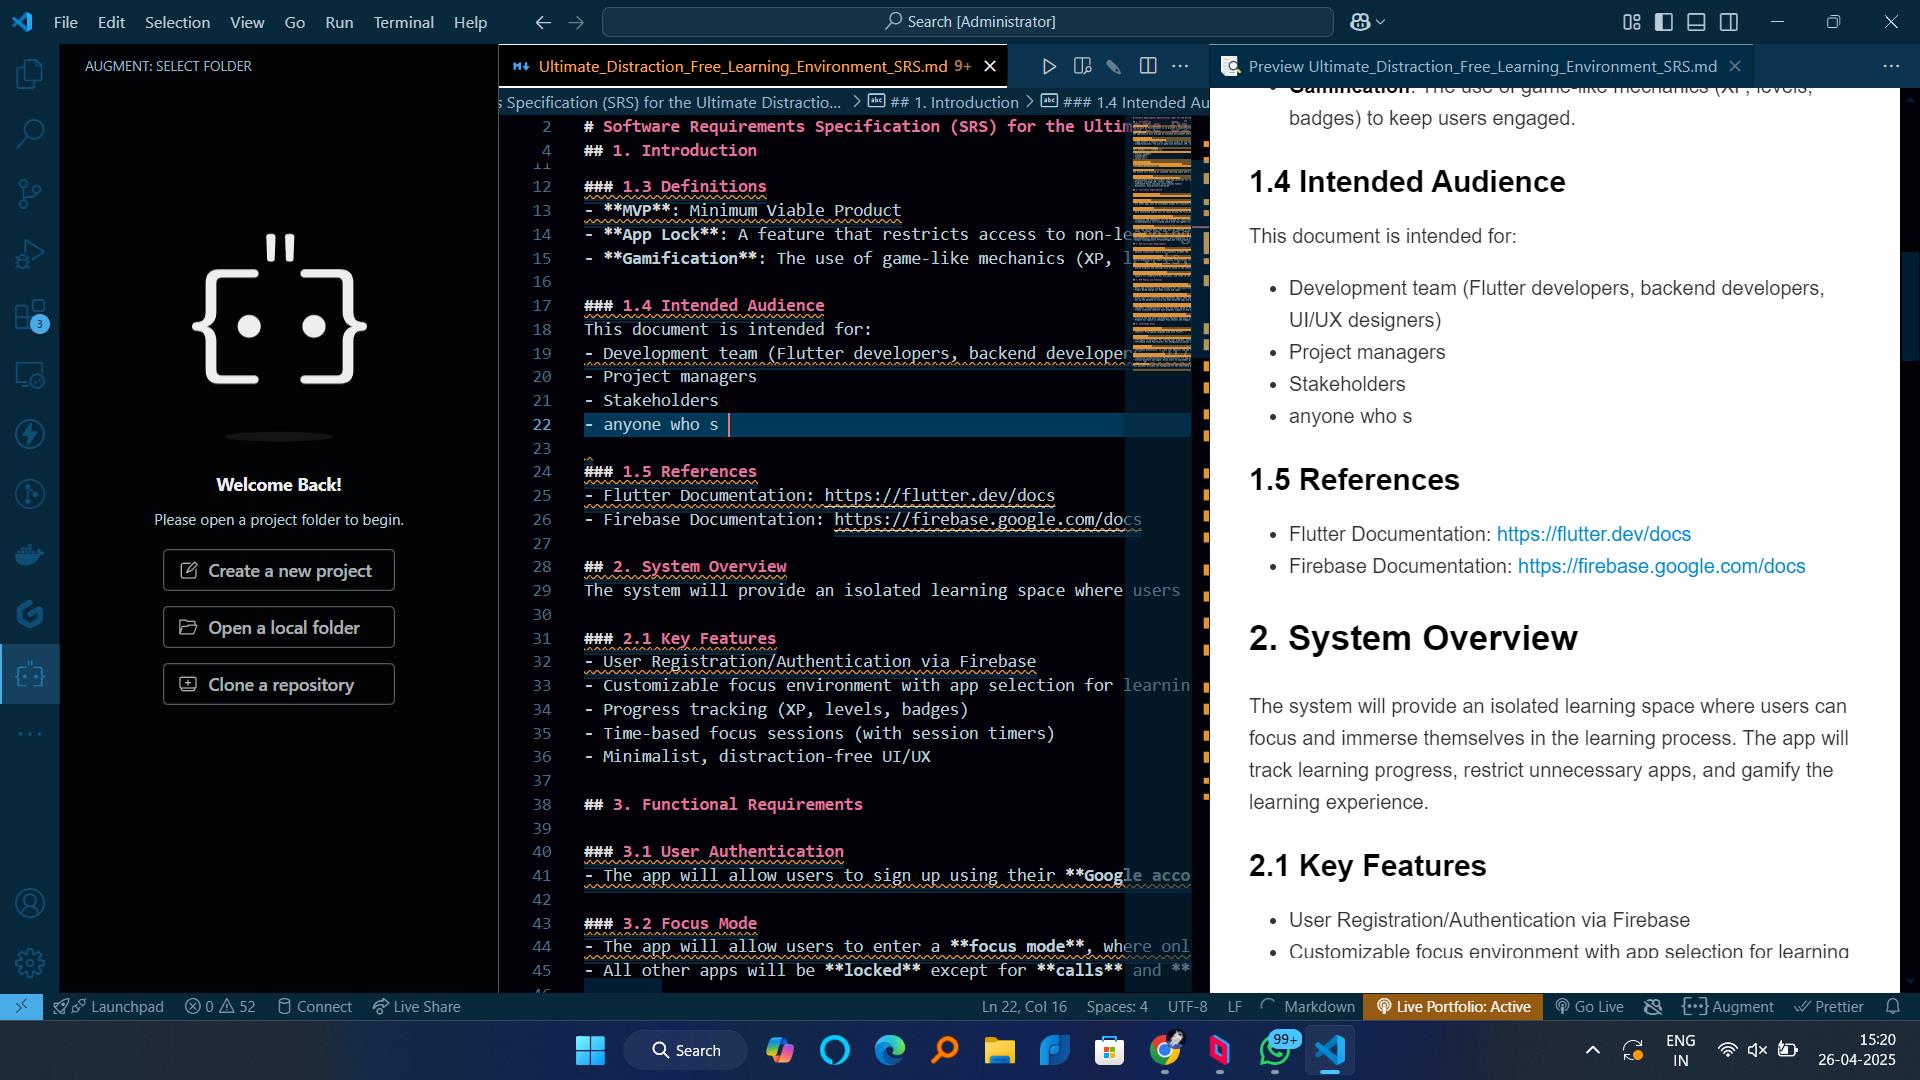 File Edit Selection View Go Run Terminal Help
Search [Administrator]
AUGMENT: SELECT FOLDER
Ultimate_Distraction_Free_Learning_Environment_SRS.md 9+
Preview Ultimate_Distraction_Free_Learning_Environment_SRS.md
s Specification (SRS) for the Ultimate Distractio... > ## 1. Introduction > ### 1.4 Intended Au
3
Welcome Back!
Please open a project folder to begin.
Create a new project
Open a local folder
Clone a repository
2 # Software Requirements Specification (SRS) for the Ultim
4 ## 1. Introduction
11
12 ### 1.3 Definitions
13 - **MVP**: Minimum Viable Product
14 - **App Lock**: A feature that restricts access to non-le
15 - **Gamification**: The use of game-like mechanics (XP, levels,
16
17 ### 1.4 Intended Audience
18 This document is intended for:
19 - Development team (Flutter developers, backend developer
20 - Project managers
21 - Stakeholders
22 - anyone who s
23
24 ### 1.5 References
25 - Flutter Documentation: https://flutter.dev/docs
26 - Firebase Documentation: https://firebase.google.com/docs
27
28 ## 2. System Overview
29 The system will provide an isolated learning space where users
30
31 ### 2.1 Key Features
32 - User Registration/Authentication via Firebase
33 - Customizable focus environment with app selection for learnin
34 - Progress tracking (XP, levels, badges)
35 - Time-based focus sessions (with session timers)
36 - Minimalist, distraction-free UI/UX
37
38 ## 3. Functional Requirements
39
40 ### 3.1 User Authentication
41 - The app will allow users to sign up using their **Google acco
42
43 ### 3.2 Focus Mode
44 - The app will allow users to enter a **focus mode**, where onl
45 - All other apps will be **locked** except for **calls** and **
Gamification: The use of game-like mechanics (XP, levels,
badges) to keep users engaged.
1.4 Intended Audience
This document is intended for:
• Development team (Flutter developers, backend developers,
UI/UX designers)
• Project managers
• Stakeholders
• anyone who s
1.5 References
• Flutter Documentation: https://flutter.dev/docs
• Firebase Documentation: https://firebase.google.com/docs
2. System Overview
The system will provide an isolated learning space where users can
focus and immerse themselves in the learning process. The app will
track learning progress, restrict unnecessary apps, and gamify the
learning experience.
2.1 Key Features
• User Registration/Authentication via Firebase
• Customizable focus environment with app selection for learning
Launchpad 0 52 Connect Live Share
Ln 22, Col 16 Spaces: 4 UTF-8 LF Markdown Live Portfolio: Active Go Live Augment Prettier
Search
99+
ENG
IN
15:20
26-04-2025